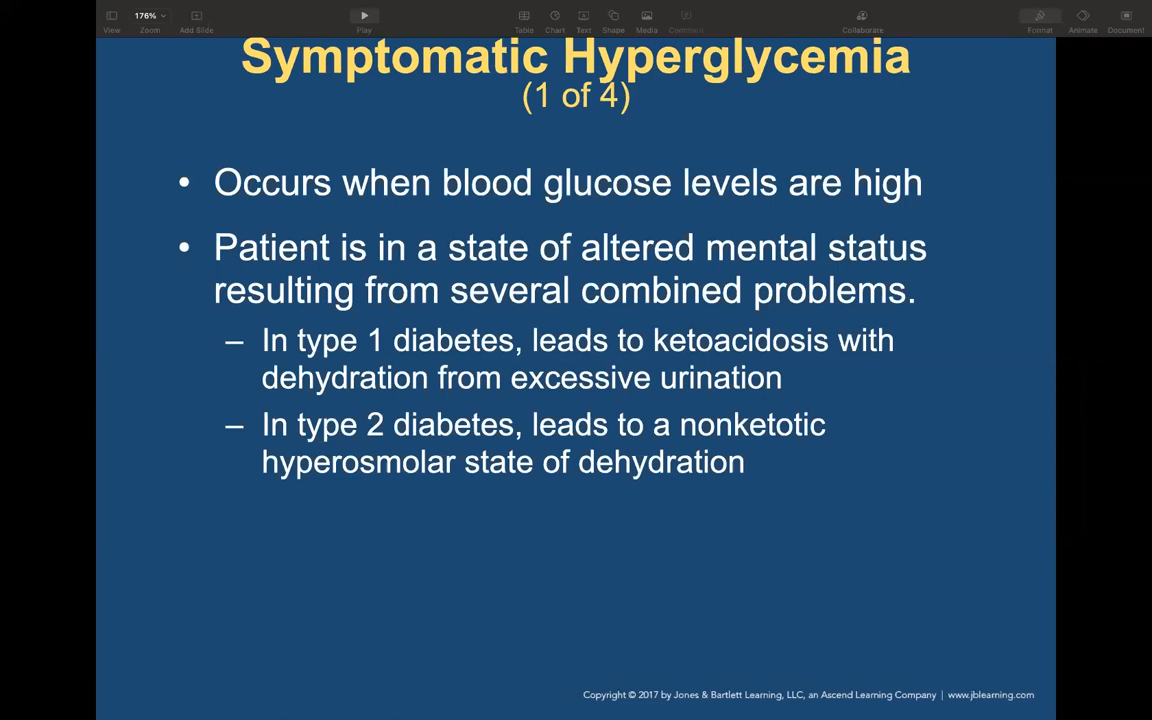 176%
View
Zoom
Add Slide
Play
Table
Chart
Text
Shape
Media
Comment
Collaborate
Format
Animate
Document
Symptomatic Hyperglycemia
(1 of 4)
• Occurs when blood glucose levels are high
• Patient is in a state of altered mental status
resulting from several combined problems.
– In type 1 diabetes, leads to ketoacidosis with
dehydration from excessive urination
– In type 2 diabetes, leads to a nonketotic
hyperosmolar state of dehydration
Copyright © 2017 by Jones & Bartlett Learning, LLC, an Ascend Learning Company | www.jblearning.com